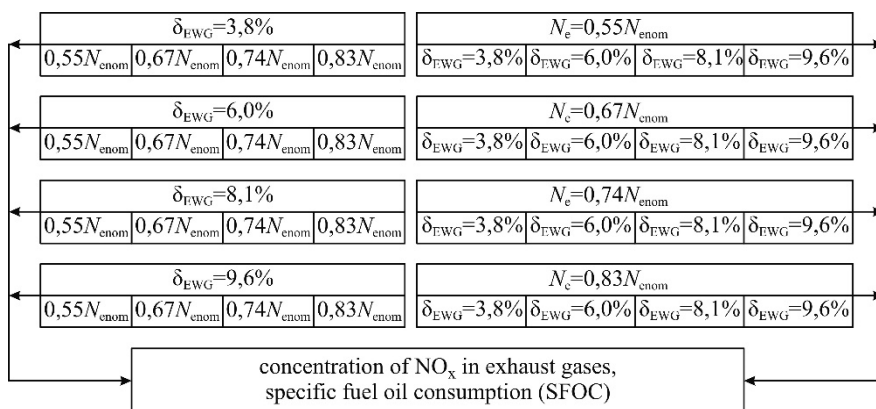 δEWG=3,8%
0,55Nenom 0,67Nenom 0,74Nenom 0,83Nenom
δEWG=6,0%
0,55Nenom 0,67Nenom 0,74Nenom 0,83Nenom
δEWG=8,1%
0,55Nenom 0,67Nenom 0,74Nenom 0,83Nenom
δEWG=9,6%
0,55Nenom 0,67Nenom 0,74Nenom 0,83Nenom
Ne=0,55Nenom
δEWG=3,8% δEWG=6,0% δEWG=8,1% δEWG=9,6%
Ne=0,67Nenom
δEWG=3,8% δEWG=6,0% δEWG=8,1% δEWG=9,6%
Ne=0,74Nenom
δEWG=3,8% δEWG=6,0% δEWG=8,1% δEWG=9,6%
Ne=0,83Nenom
δEWG=3,8% δEWG=6,0% δEWG=8,1% δEWG=9,6%
concentration of NOx in exhaust gases,
specific fuel oil consumption (SFOC)